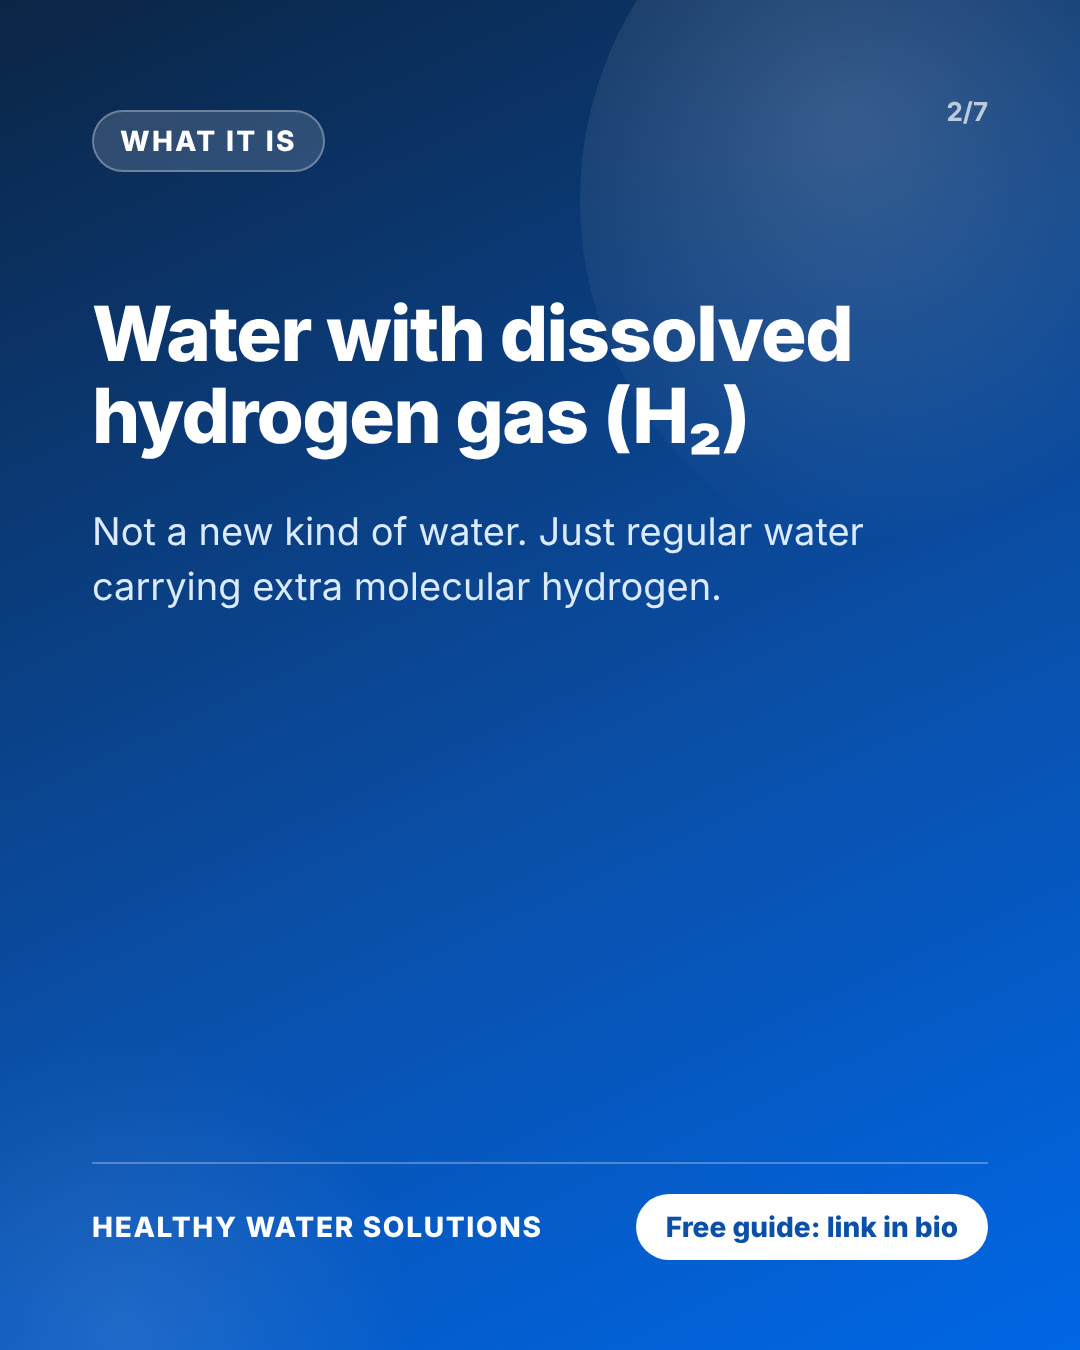 WHAT IT IS
2/7
Water with dissolved
hydrogen gas (H₂)
Not a new kind of water. Just regular water
carrying extra molecular hydrogen.
HEALTHY WATER SOLUTIONS
Free guide: link in bio